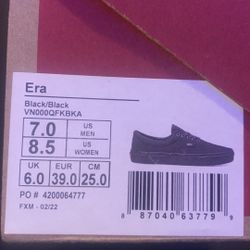 Era
Black/Black
VN000QFKBKA
7.0 US MEN
8.5 US WOMEN
UK EUR CM
6.0 39.0 25.0
PO # 4200064777
FXM - 02/22
8 87040 63779 9